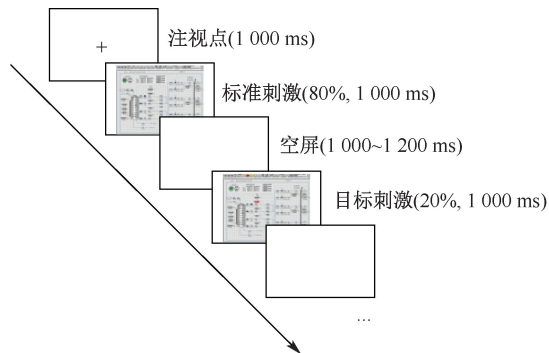 +
注视点(1 000 ms)
标准刺激(80%, 1 000 ms)
空屏(1 000~1 200 ms)
目标刺激(20%, 1 000 ms)
...